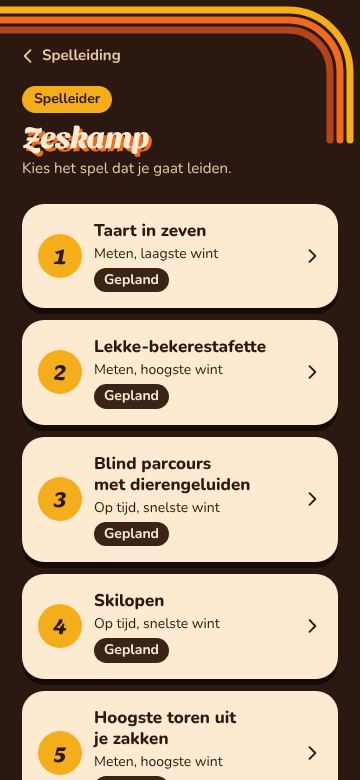 Spelleiding
Spelleider
Zeskamp
Kies het spel dat je gaat leiden.
1
Taart in zeven
Meten, laagste wint
Gepland
2
Lekke-bekerestafette
Meten, hoogste wint
Gepland
3
Blind parcours
met dierengeluiden
Op tijd, snelste wint
Gepland
4
Skilopen
Op tijd, snelste wint
Gepland
5
Hoogste toren uit
je zakken
Meten, hoogste wint